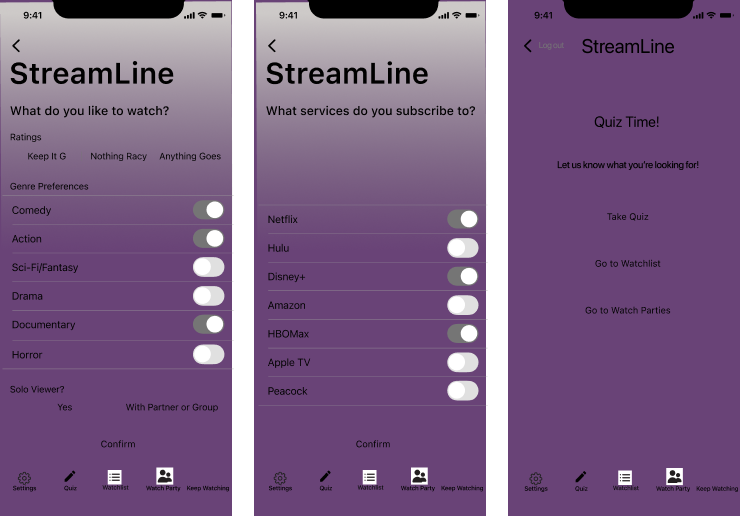 9:41
StreamLine
What do you like to watch?
Ratings
Keep It G Nothing Racy Anything Goes
Genre Preferences
Comedy
Action
Sci-Fi/Fantasy
Drama
Documentary
Horror
Solo Viewer?
Yes With Partner or Group
Confirm
Settings Quiz Watchlist Watch Party Keep Watching
9:41
StreamLine
What services do you subscribe to?
Netflix
Hulu
Disney+
Amazon
HBOMax
Apple TV
Peacock
Confirm
Settings Quiz Watchlist Watch Party Keep Watching
9:41
Logout StreamLine
Quiz Time!
Let us know what you're looking for!
Take Quiz
Go to Watchlist
Go to Watch Parties
Settings Quiz Watchlist Watch Party Keep Watching